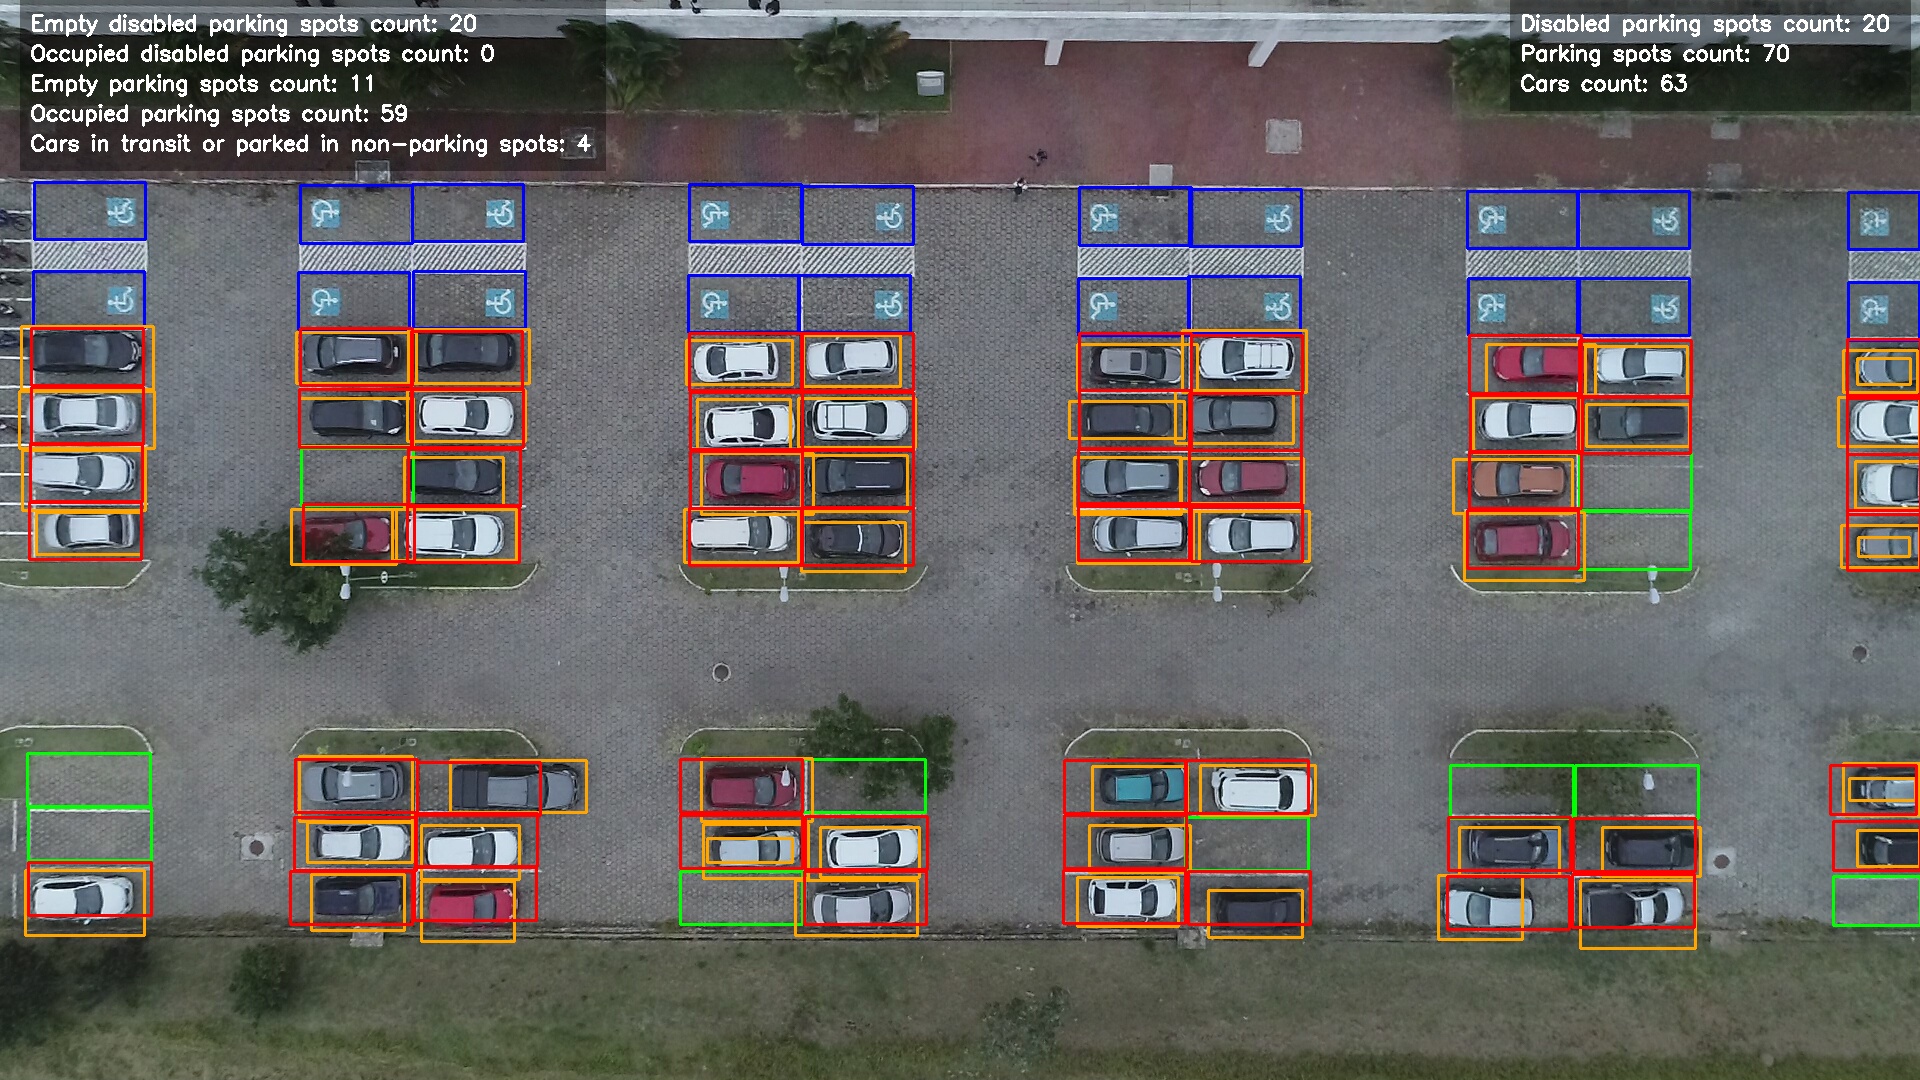 Empty disabled parking spots count: 20
Occupied disabled parking spots count: 0
Empty parking spots count: 11
Occupied parking spots count: 59
Cars in transit or parked in non-parking spots: 4
Disabled parking spots count: 20
Parking spots count: 70
Cars count: 63